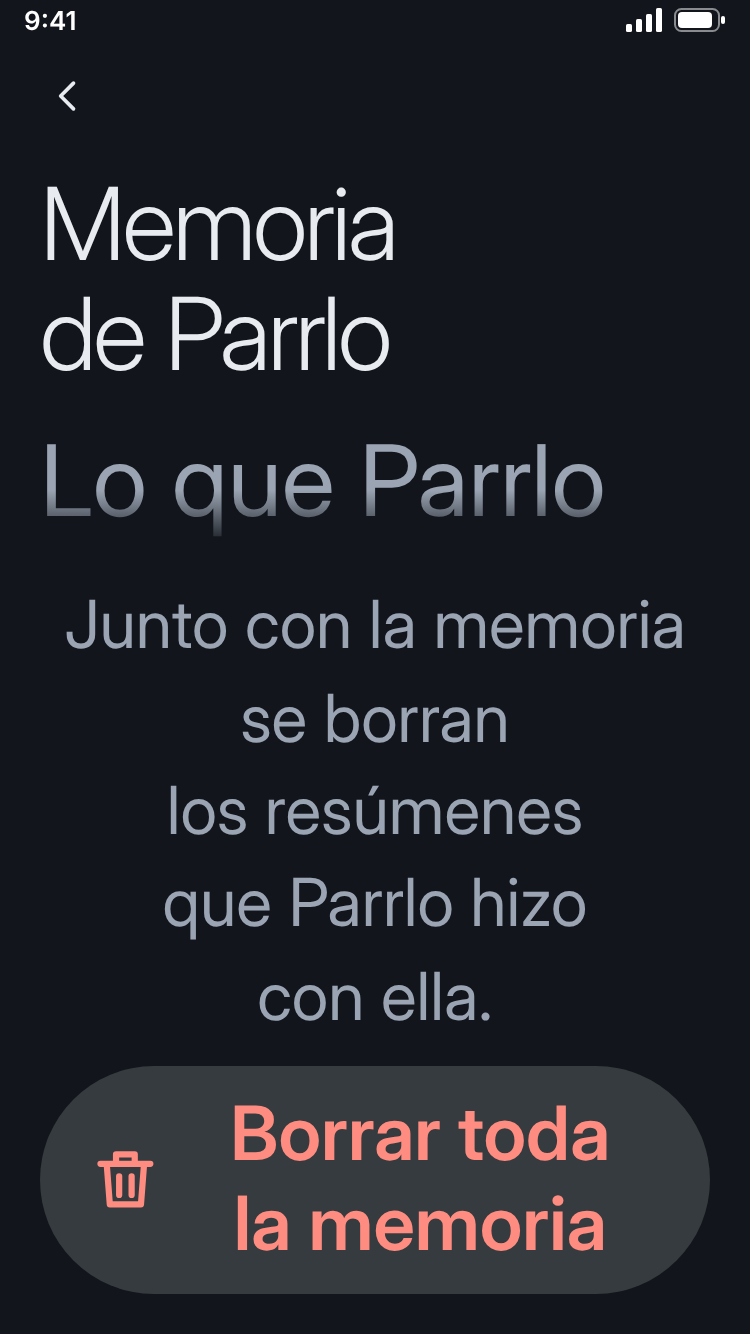 9:41
Memoria
de Parrlo
Lo que Parrlo
Junto con la memoria
se borran
los resúmenes
que Parrlo hizo
con ella.
Borrar toda
la memoria